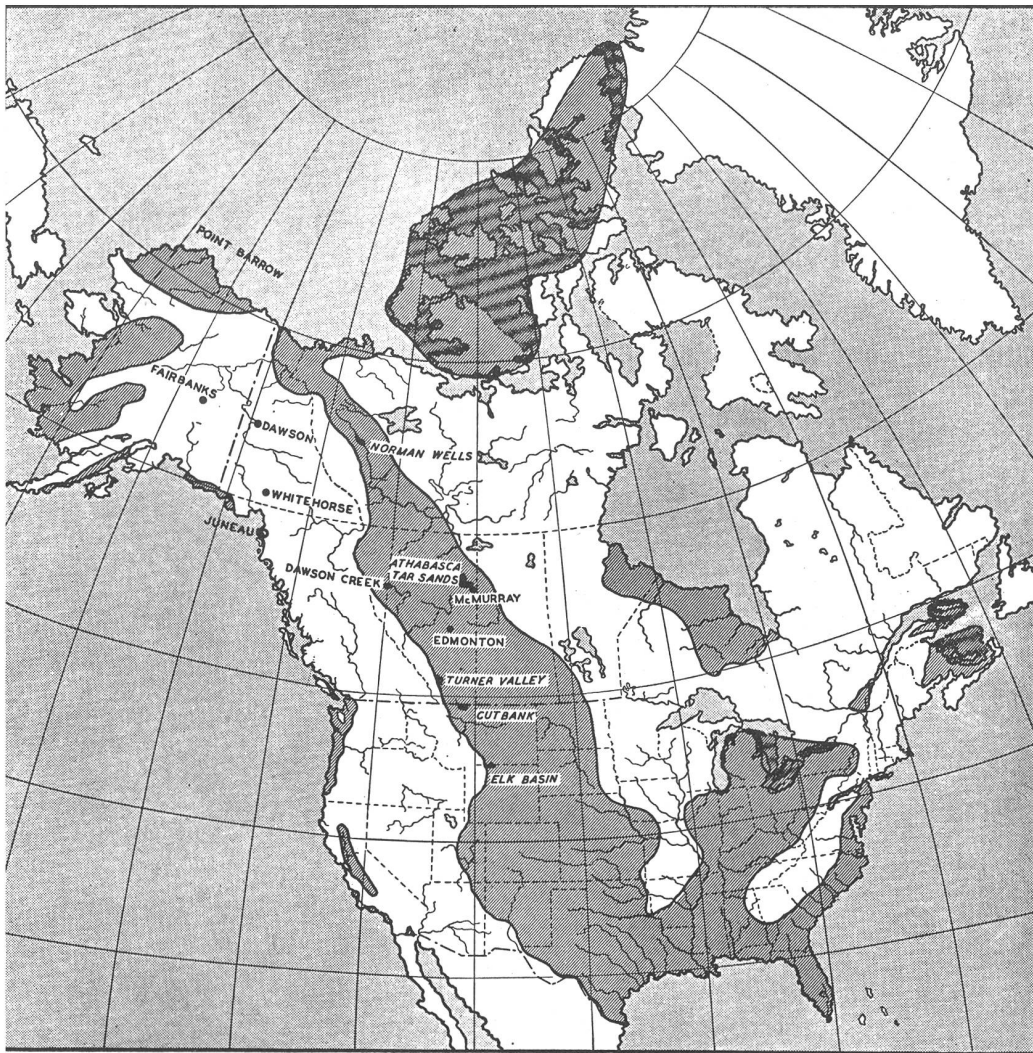 POINT BARROW
FAIRBANKS
DAWSON
NORMAN WELLS
WHITEHORSE
JUNEAU
ATHABASCA
TAR SANDS
DAWSON CREEK
McMURRAY
EDMONTON
TURNER VALLEY
CUTBANK
ELK BASIN